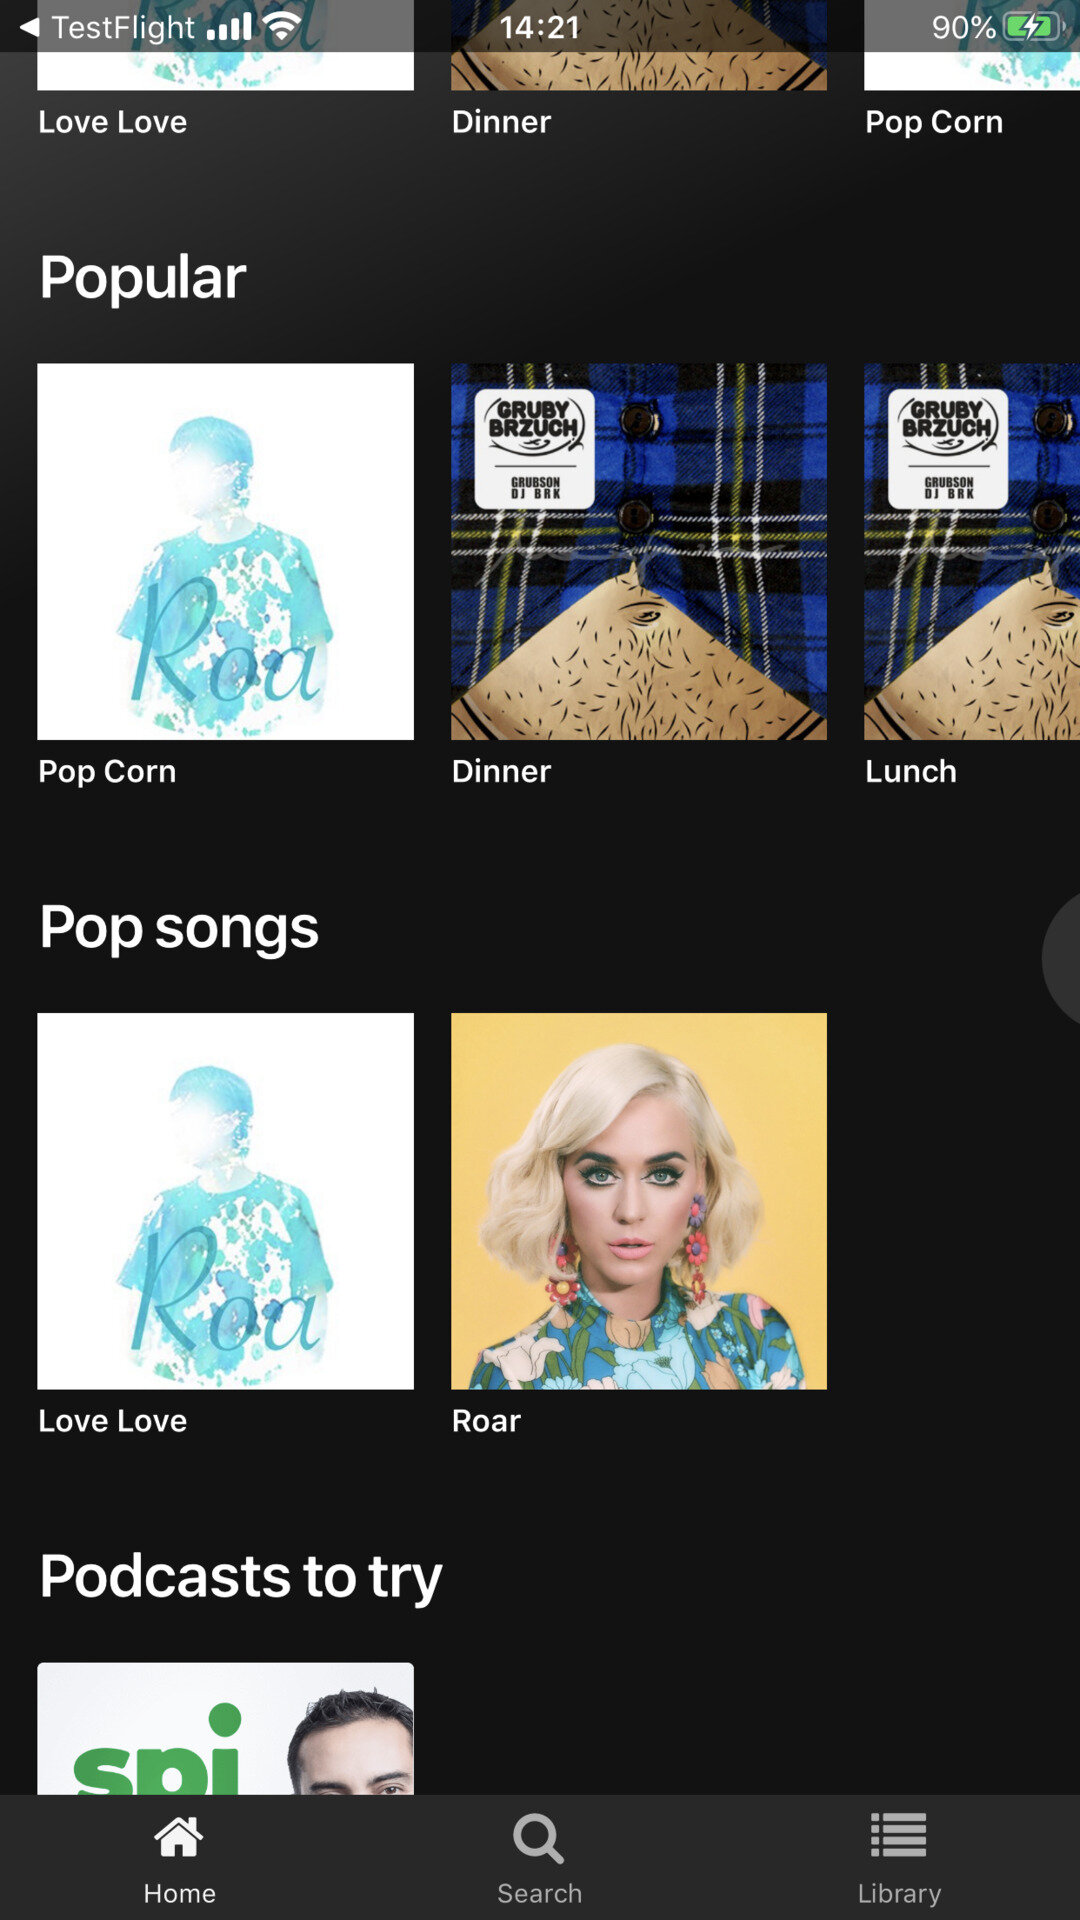 TestFlight 14:21 90%
Love Love Dinner Pop Corn
Popular
Roa
GRUBY
BRZUCH
GRUBSON
DJ BRK
GRUBY
BRZUCH
GRUBSON
DJ BRK
Pop Corn Dinner Lunch
Pop songs
Roa
Love Love Roar
Podcasts to try
spi
Home Search Library